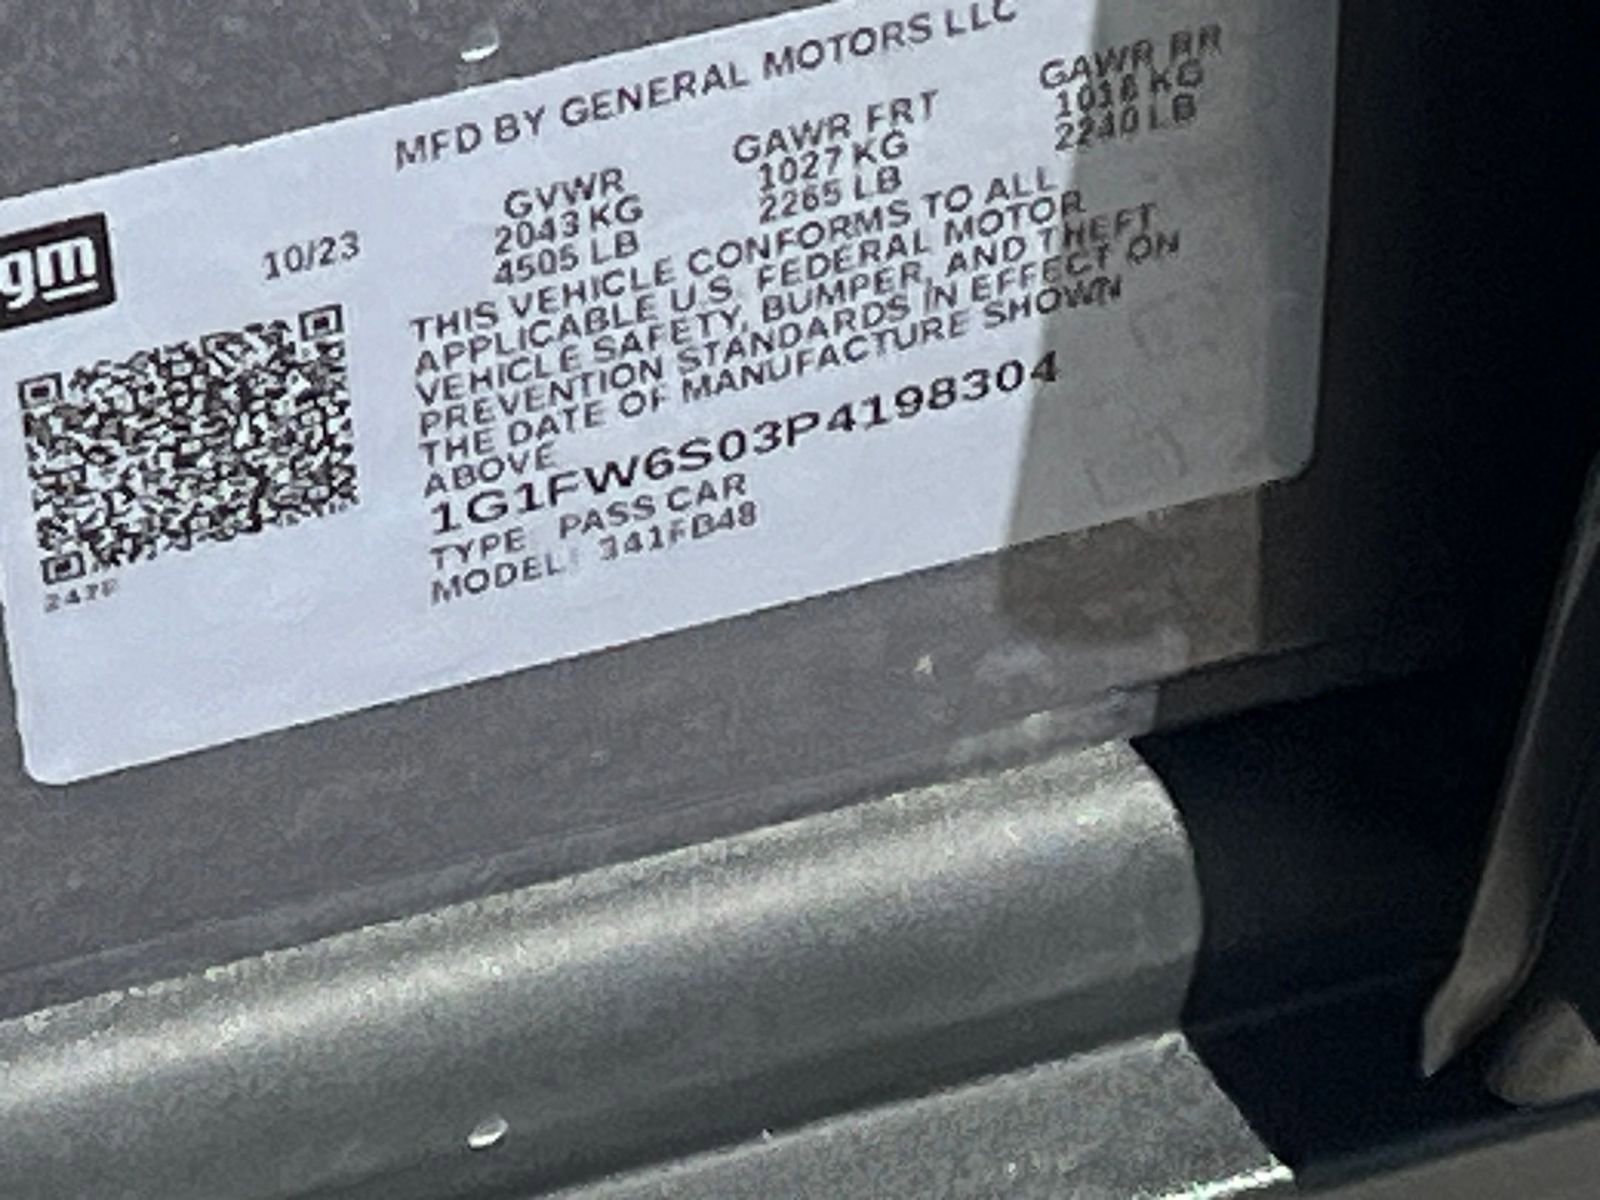 MFD BY GENERAL MOTORS LLC
gm
10/23
GVWR GAWR FRT GAWR RR
2043 KG 1027 KG 1016 KG
4505 LB 2265 LB 2240 LB
THIS VEHICLE CONFORMS TO ALL
APPLICABLE U.S. FEDERAL MOTOR
VEHICLE SAFETY, BUMPER, AND THEFT
PREVENTION STANDARDS IN EFFECT ON
THE DATE OF MANUFACTURE SHOWN
ABOVE
1G1FW6S03P4198304
TYPE PASS CAR
MODEL: 341FB48